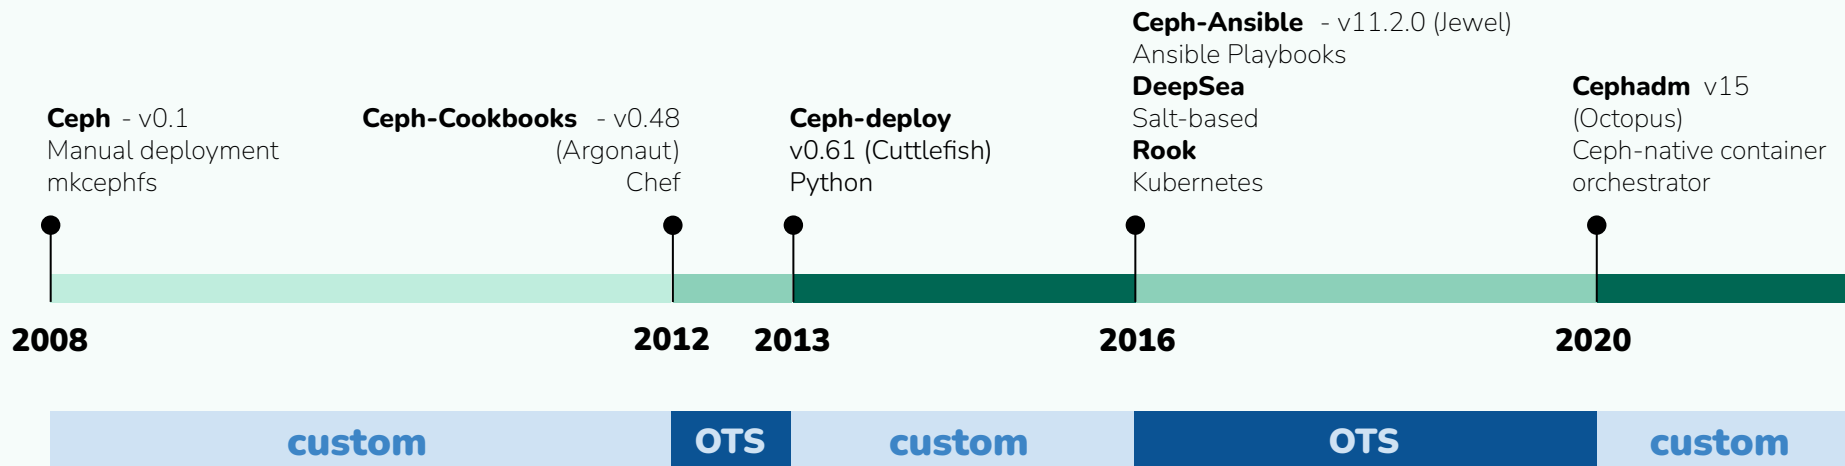 Ceph - v0.1
Manual deployment
mkcephfs
Ceph-Cookbooks - v0.48
(Argonaut)
Chef
Ceph-deploy
v0.61 (Cuttlefish)
Python
Ceph-Ansible - v11.2.0 (Jewel)
Ansible Playbooks
DeepSea
Salt-based
Rook
Kubernetes
Cephadm v15
(Octopus)
Ceph-native container
orchestrator
2008
2012
2013
2016
2020
custom
OTS
custom
OTS
custom